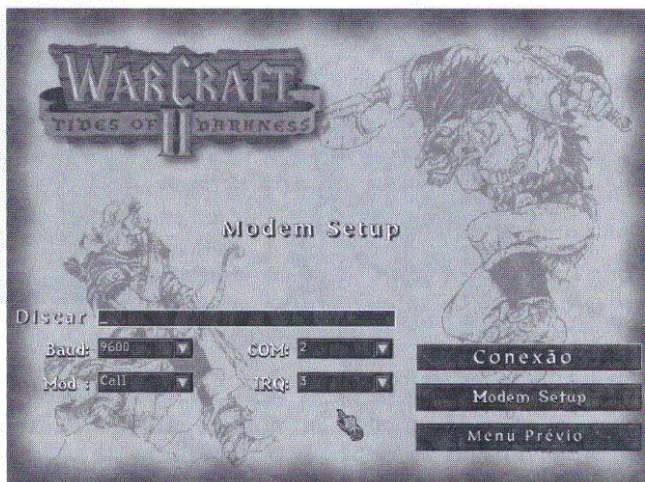 WARCRAFT
TIDES OF DARKNESS
II
Modem Setup
Discar _
Baud: 9600 COM: 2
Mód : Call IRQ: 3
Conexão
Modem Setup
Menu Prévio